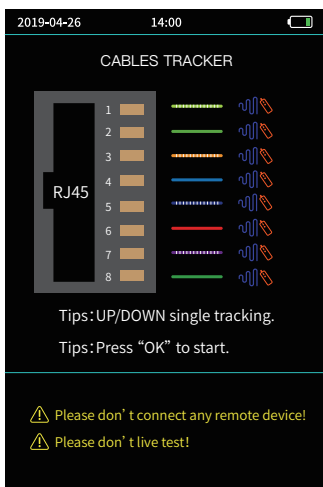 2019-04-26 14:00
CABLES TRACKER
1
2
3
RJ45
4
5
6
7
8
Tips:UP/DOWN single tracking.
Tips:Press “OK” to start.
Please don’t connect any remote device!
Please don’t live test!